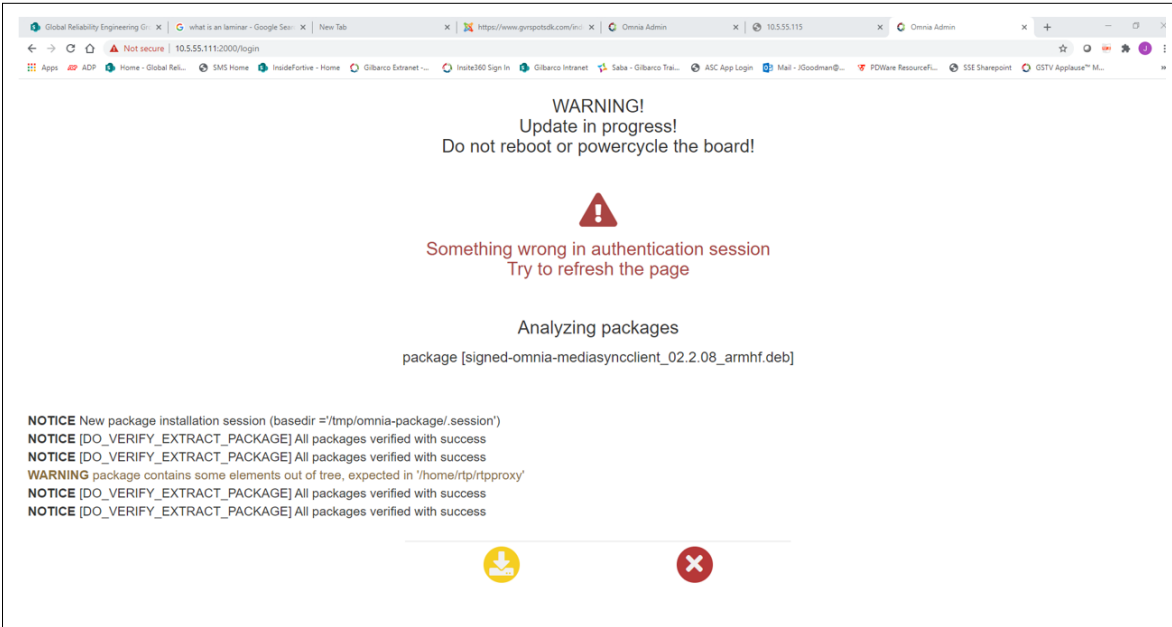 Global Reliability Engineering Gr
what is an laminar - Google Sear
New Tab
https://www.gvrspotsdk.com/ind
Omnia Admin
10.5.55.115
Omnia Admin
Not secure | 10.5.55.111:2000/login
Apps ADP Home - Global Reli... SMS Home InsideFortive - Home Gilbarco Extranet -... Insite360 Sign In Gilbarco Intranet Saba - Gilbarco Trai... ASC App Login Mail - JGoodman@... PDWare ResourceFi... SSE Sharepoint GSTV Applause™ M...
WARNING!
Update in progress!
Do not reboot or powercycle the board!
Something wrong in authentication session
Try to refresh the page
Analyzing packages
package [signed-omnia-mediasyncclient_02.2.08_armhf.deb]
NOTICE New package installation session (basedir ='/tmp/omnia-package/.session')
NOTICE [DO_VERIFY_EXTRACT_PACKAGE] All packages verified with success
NOTICE [DO_VERIFY_EXTRACT_PACKAGE] All packages verified with success
WARNING package contains some elements out of tree, expected in '/home/rtp/rtpproxy'
NOTICE [DO_VERIFY_EXTRACT_PACKAGE] All packages verified with success
NOTICE [DO_VERIFY_EXTRACT_PACKAGE] All packages verified with success